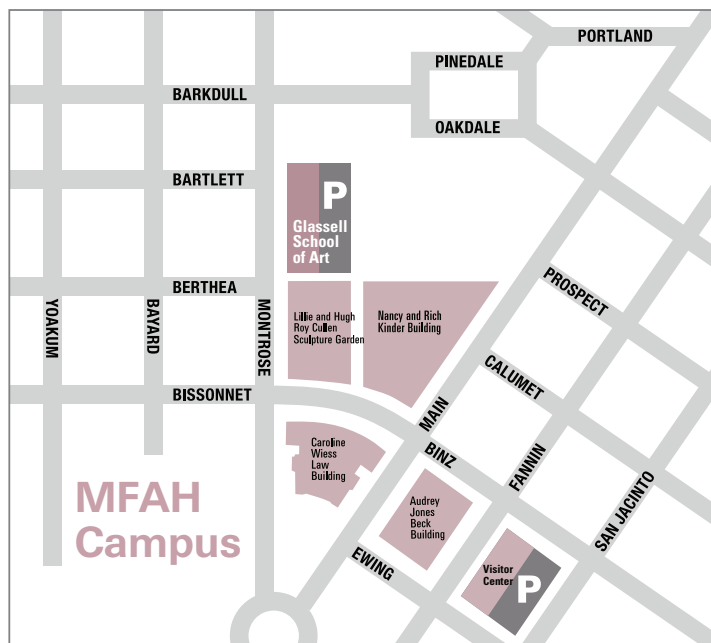 PORTLAND
PINEDALE
BARKDULL
OAKDALE
BARTLETT
P
Glassell
School
of Art
BERTHEA
PROSPECT
YOAKUM
BAYARD
MONTROSE
Lillie and Hugh
Roy Cullen
Sculpture Garden
Nancy and Rich
Kinder Building
CALUMET
BISSONNET
MAIN
BINZ
FANNIN
SAN JACINTO
Caroline
Wiess
Law
Building
MFAH
Campus
Audrey
Jones
Beck
Building
EWING
Visitor
Center
P